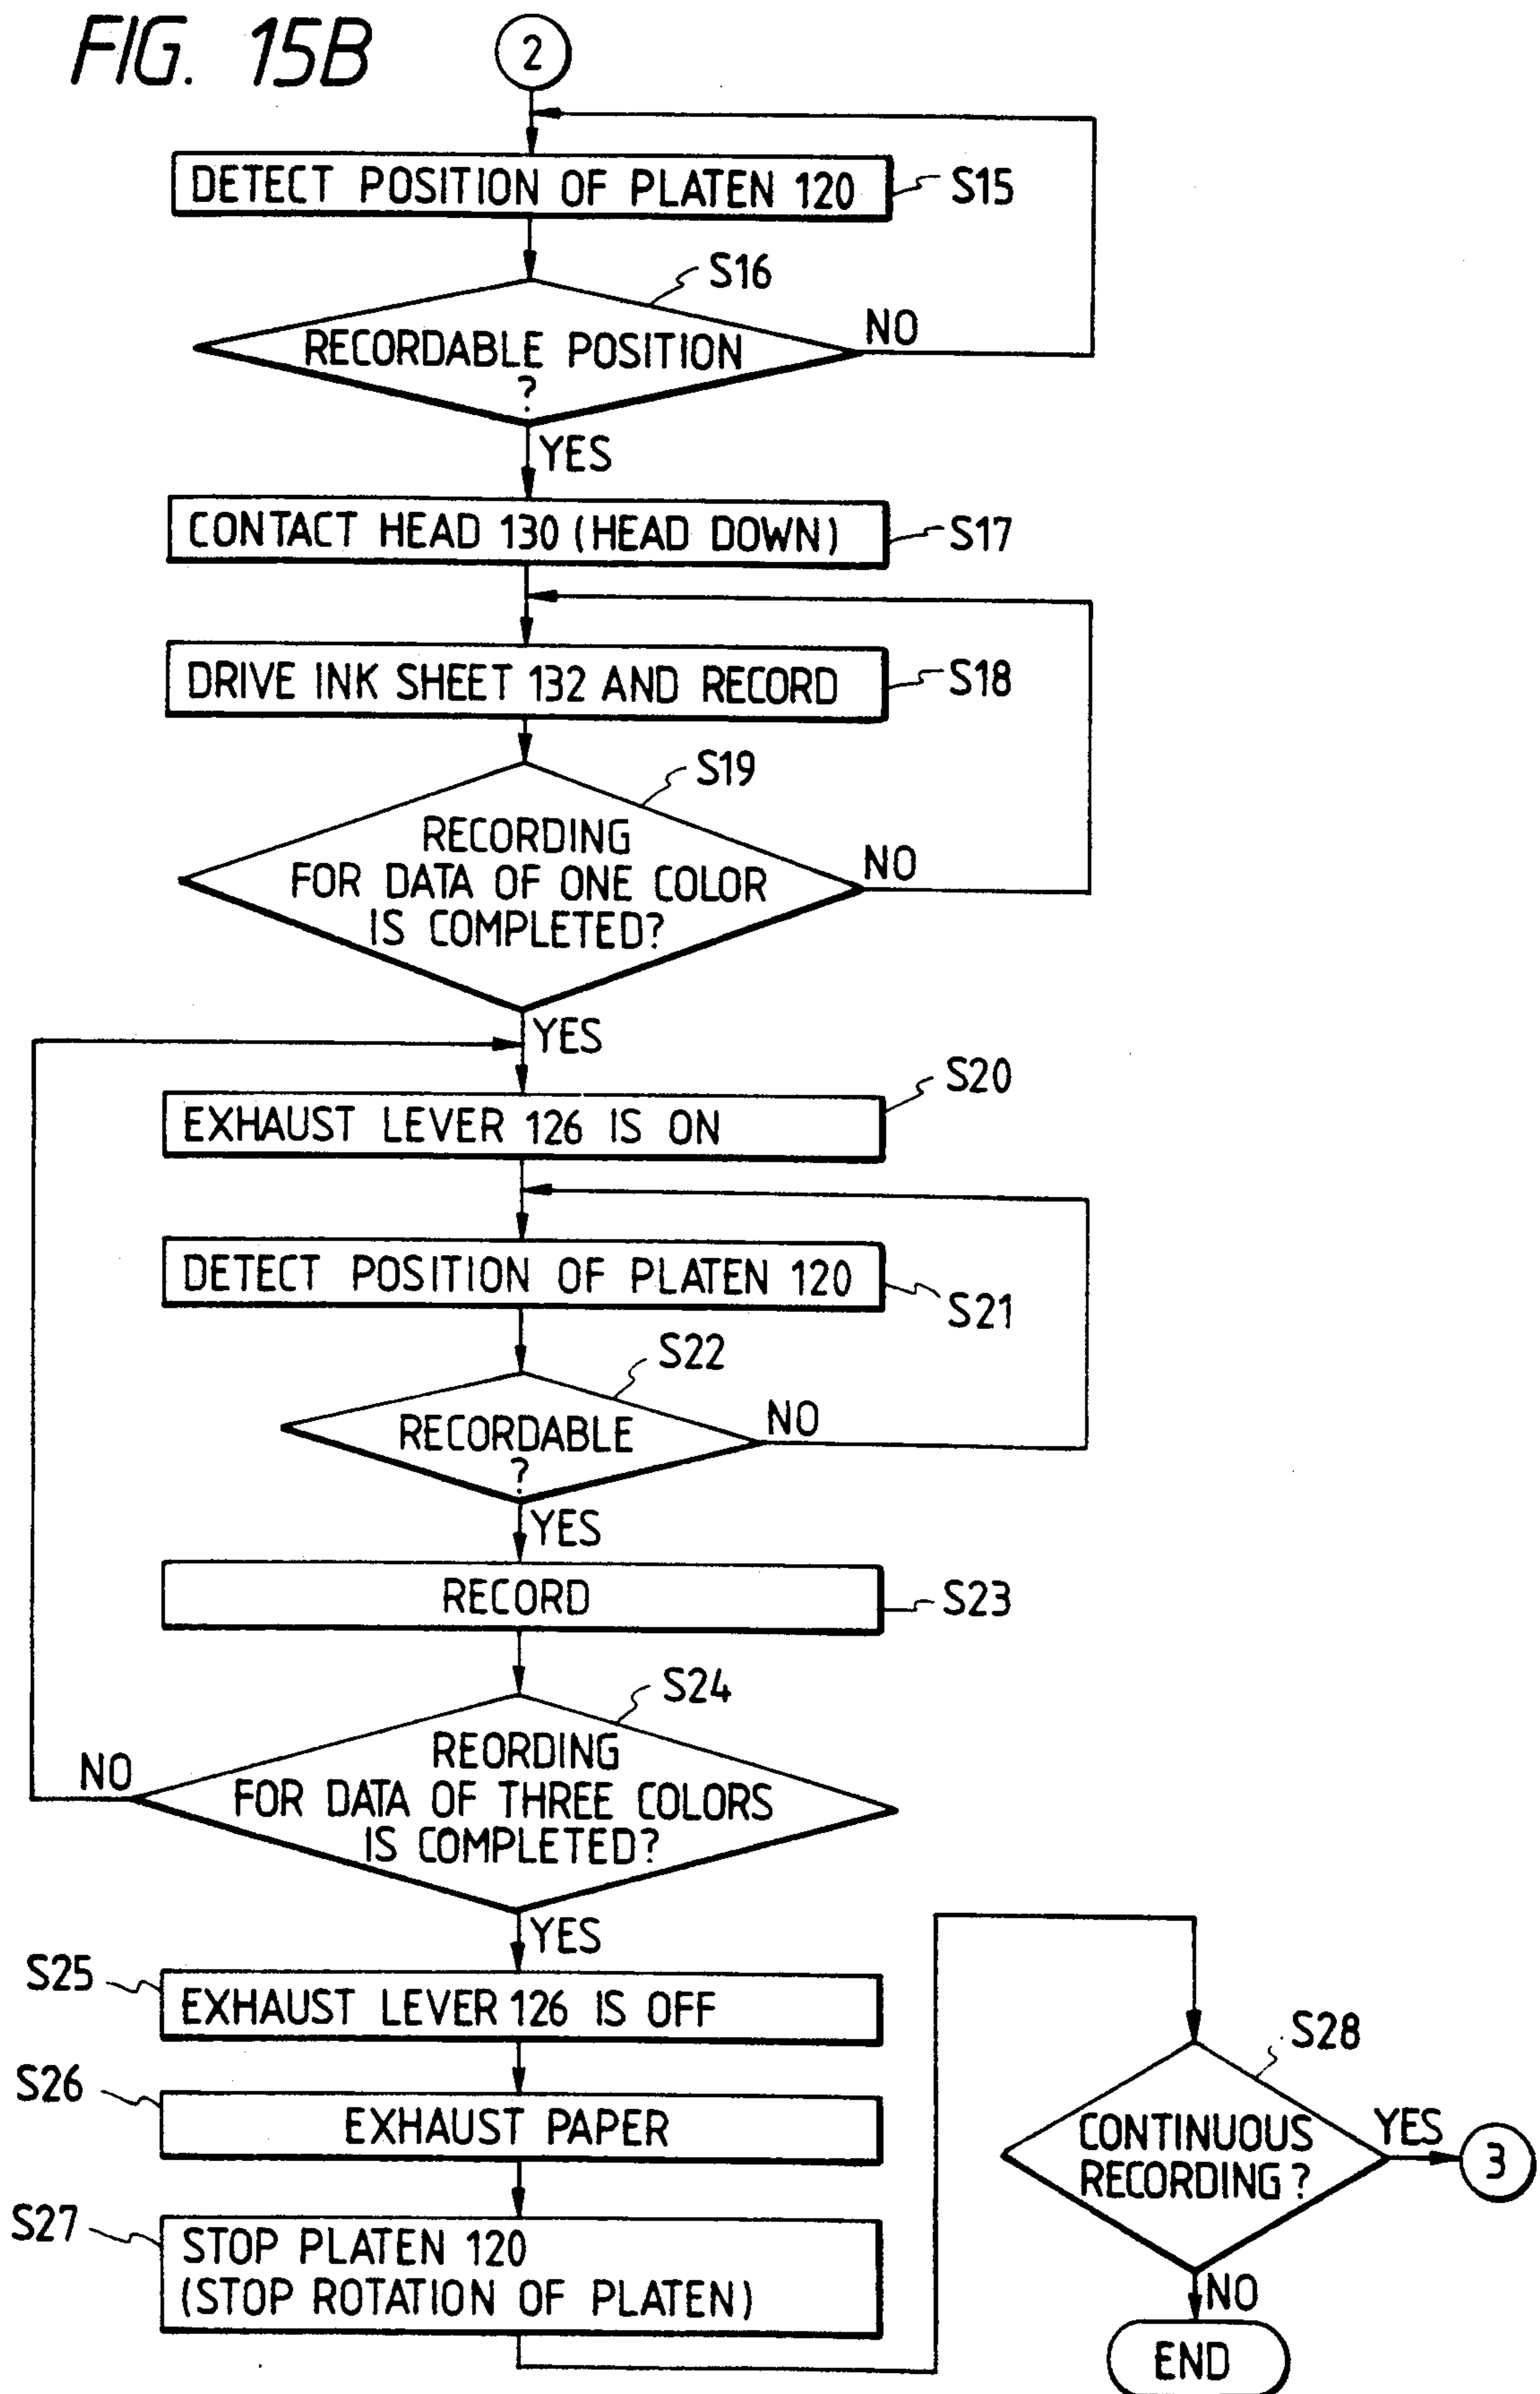 FIG. 15B
2
DETECT POSITION OF PLATEN 120
S15
S16
RECORDABLE POSITION
?
NO
YES
CONTACT HEAD 130 (HEAD DOWN)
S17
DRIVE INK SHEET 132 AND RECORD
S18
S19
RECORDING
FOR DATA OF ONE COLOR
IS COMPLETED?
NO
YES
S20
EXHAUST LEVER 126 IS ON
DETECT POSITION OF PLATEN 120
S21
S22
RECORDABLE
?
NO
YES
RECORD
S23
S24
REORDING
FOR DATA OF THREE COLORS
IS COMPLETED?
NO
YES
S25
EXHAUST LEVER 126 IS OFF
S26
EXHAUST PAPER
S27
STOP PLATEN 120
(STOP ROTATION OF PLATEN)
S28
CONTINUOUS
RECORDING?
YES
3
NO
END